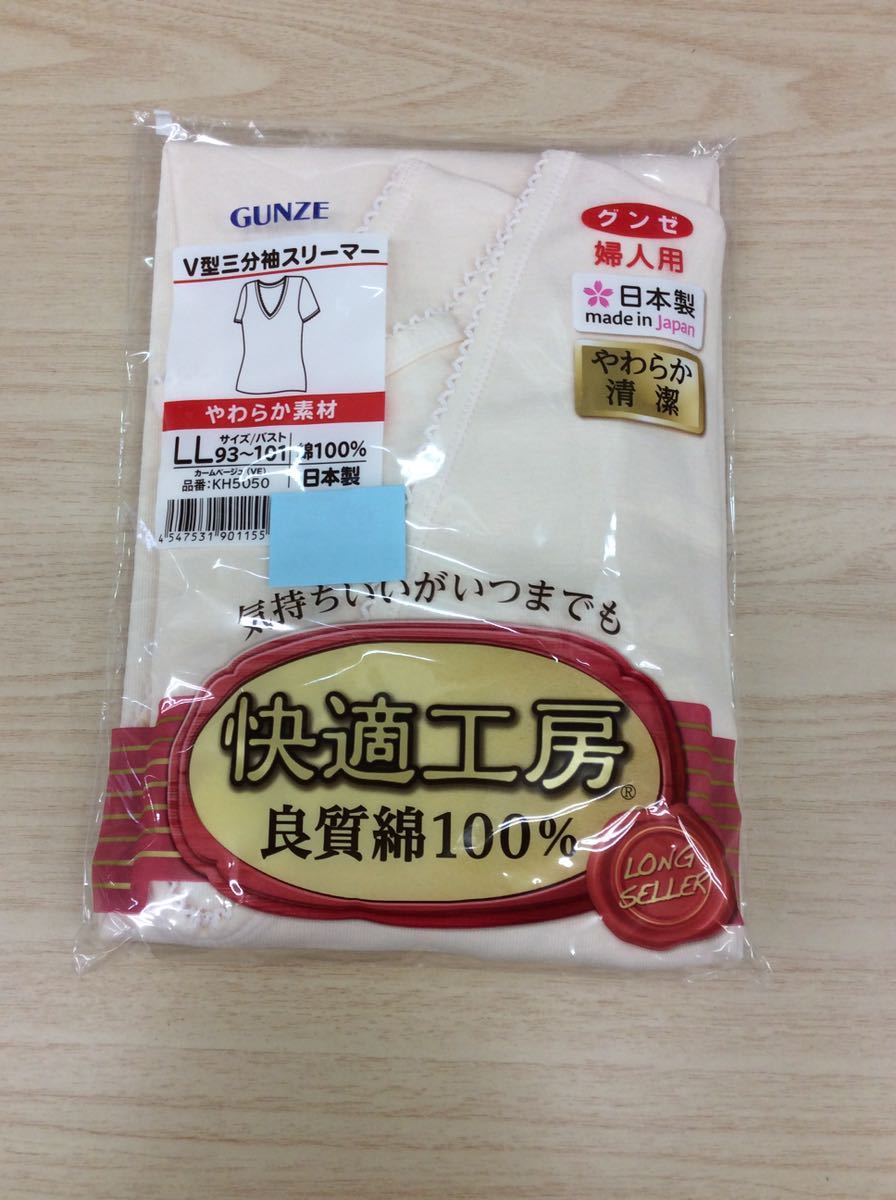 GUNZE
V型三分袖スリーマー
やわらか素材
LL サイズ/バスト 93~101 綿100%
カームベージュ(VE)
品番:KH5050 日本製
4 547531 901155
グンゼ
婦人用
日本製
made in Japan
やわらか
清潔
気持ちいいがいつまでも
快適工房®
良質綿100%
LONG
SELLER